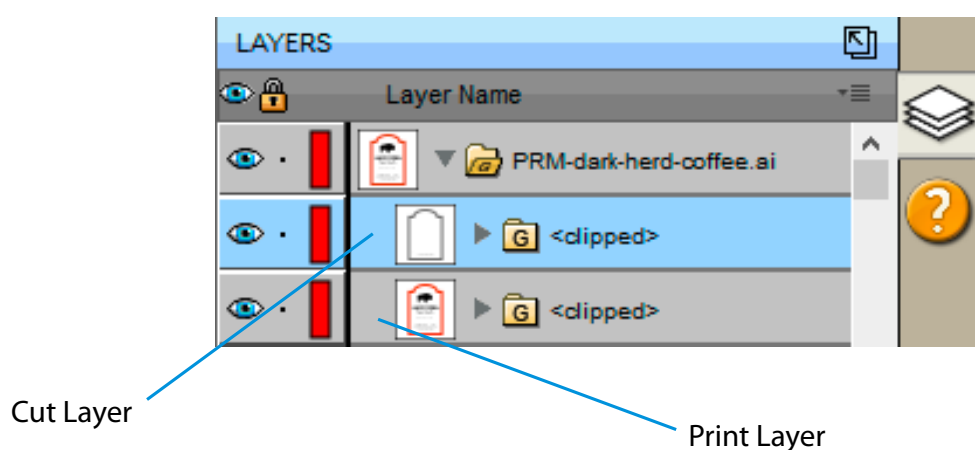 LAYERS
Layer Name
PRM-dark-herd-coffee.ai
G <clipped>
G <clipped>
?
Cut Layer
Print Layer